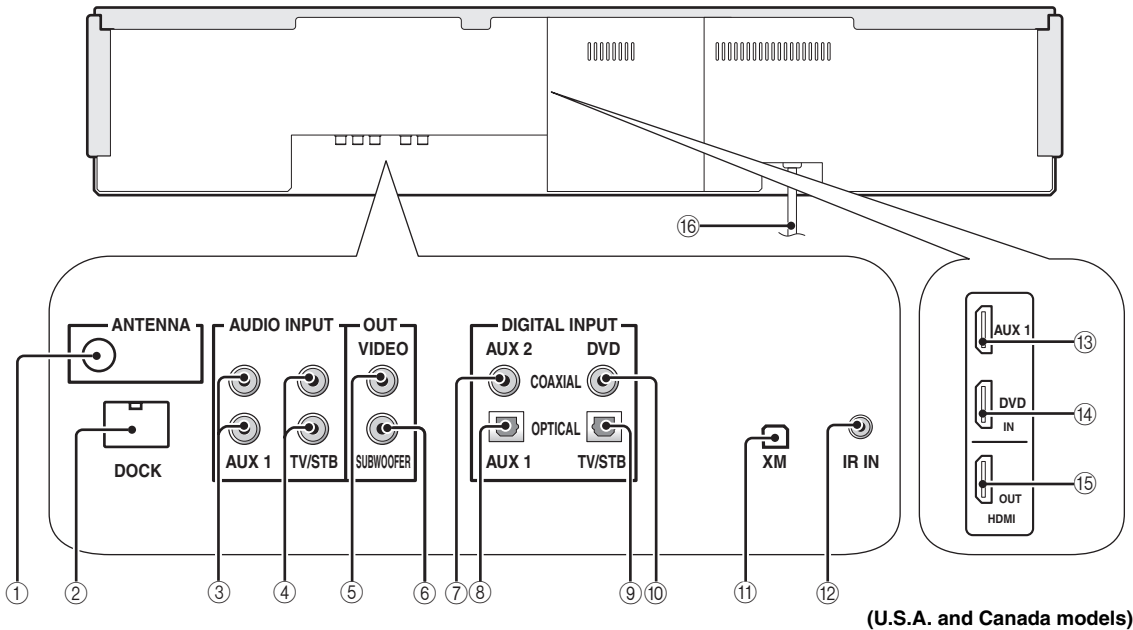 ⑯
ANTENNA
AUDIO INPUT
OUT
VIDEO
DIGITAL INPUT
AUX 2
DVD
COAXIAL
OPTICAL
DOCK
AUX 1
TV/STB
SUBWOOFER
AUX 1
TV/STB
XM
IR IN
AUX 1
DVD
IN
OUT
HDMI
⑬
⑭
⑮
① ② ③ ④ ⑤ ⑥ ⑦ ⑧ ⑨ ⑩ ⑪ ⑫
(U.S.A. and Canada models)